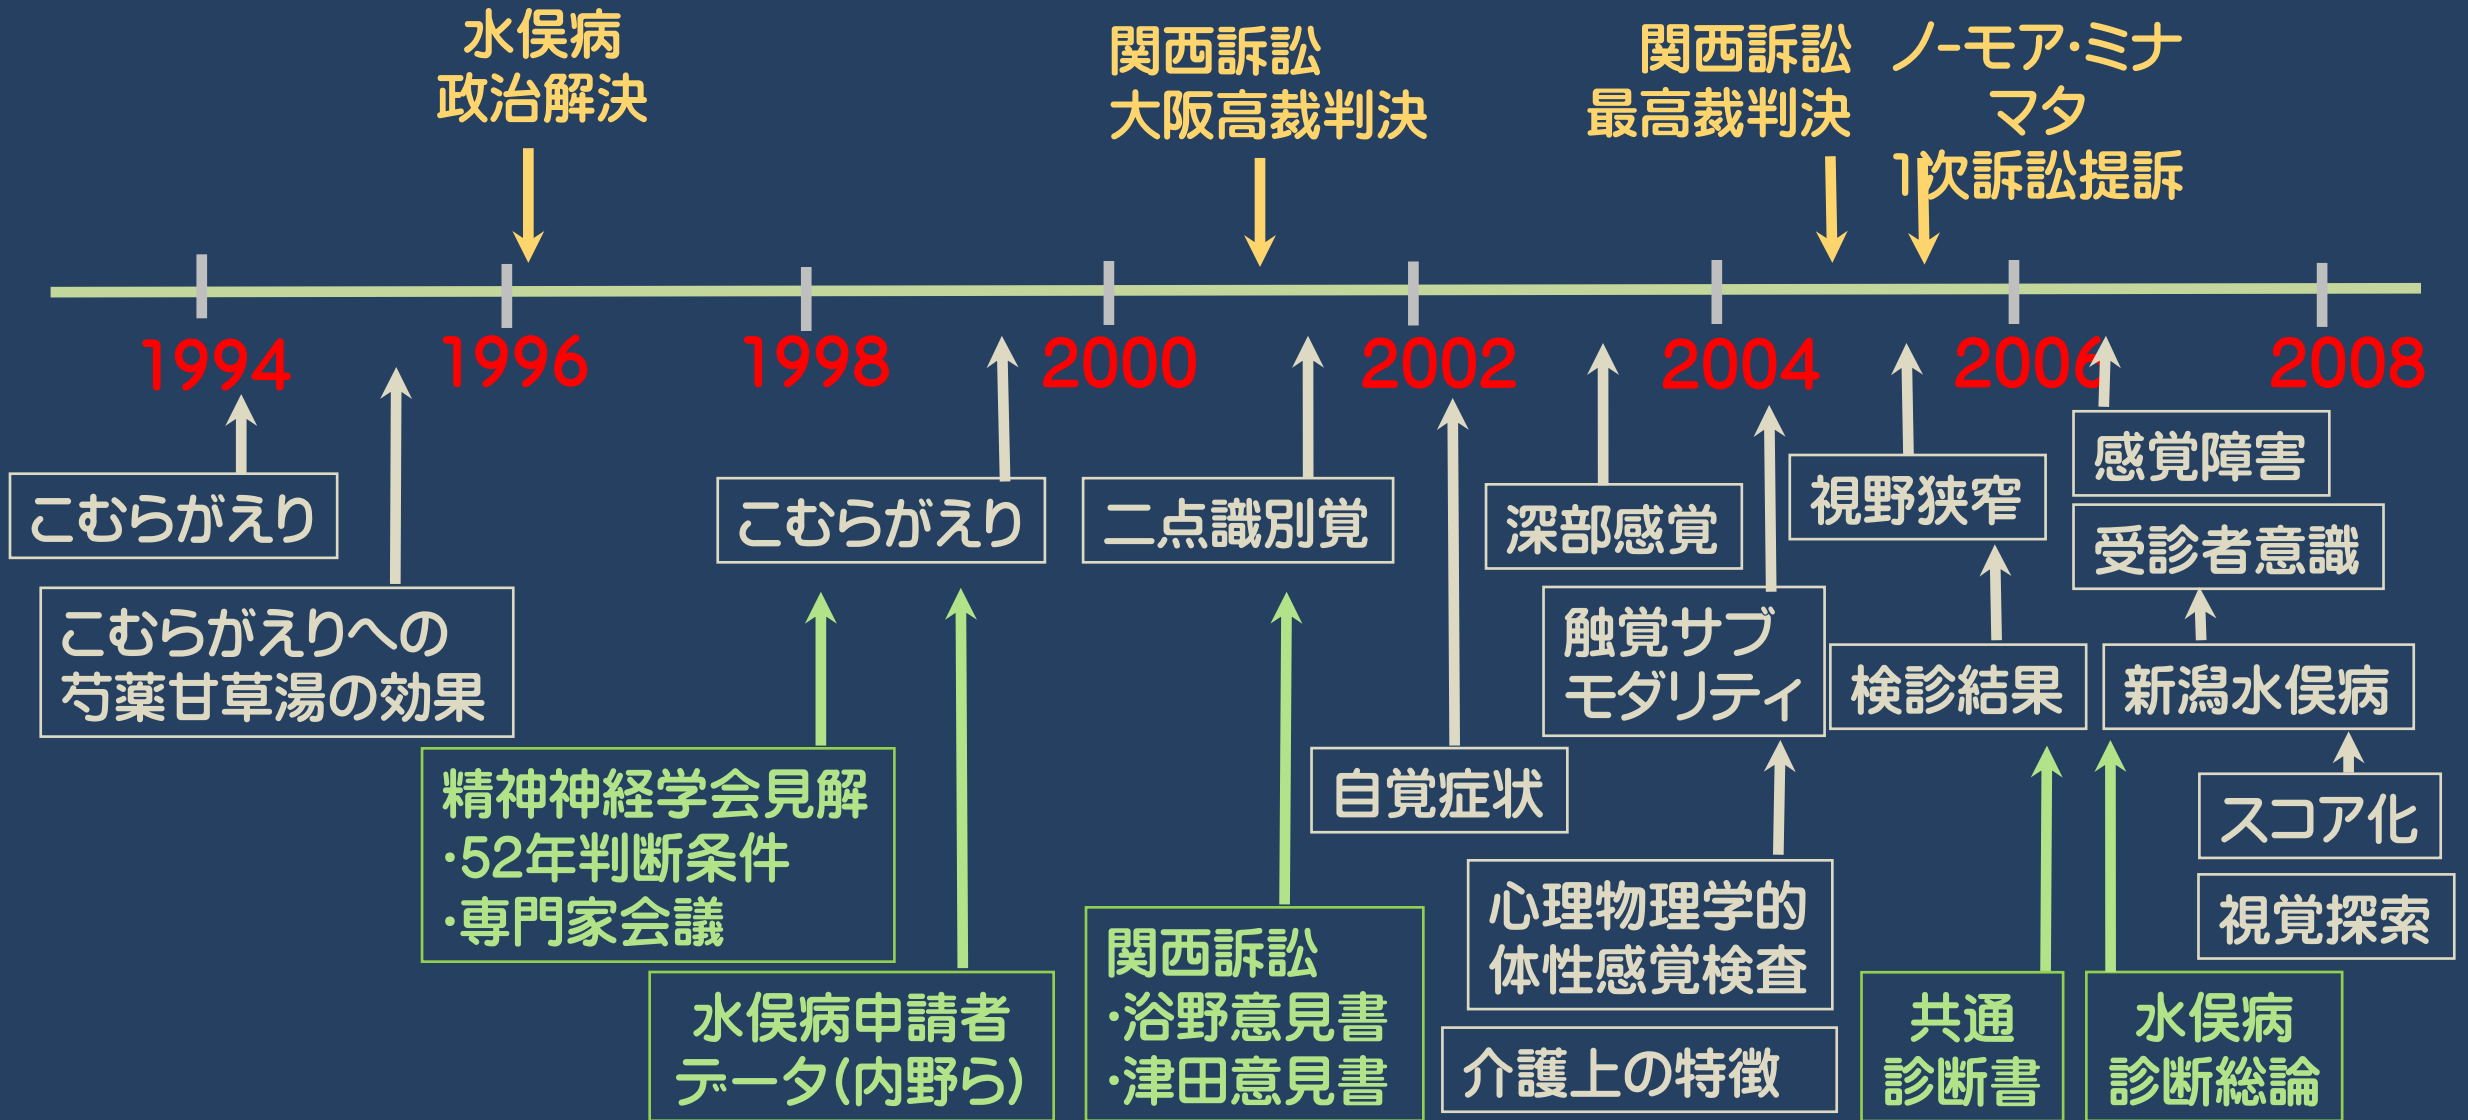 水俣病
政治解決
関西訴訟
大阪高裁判決
関西訴訟
最高裁判決
ノーモア・ミナ
マタ
1次訴訟提訴
1994
1996
1998
2000
2002
2004
2006
2008
こむらがえり
こむらがえりへの
芍薬甘草湯の効果
精神神経学会見解
・52年判断条件
・専門家会議
水俣病申請者
データ(内野ら)
こむらがえり
二点識別覚
関西訴訟
・浴野意見書
・津田意見書
自覚症状
深部感覚
触覚サブ
モダリティ
心理物理学的
体性感覚検査
介護上の特徴
視野狭窄
検診結果
共通
診断書
感覚障害
受診者意識
新潟水俣病
スコア化
視覚探索
水俣病
診断総論